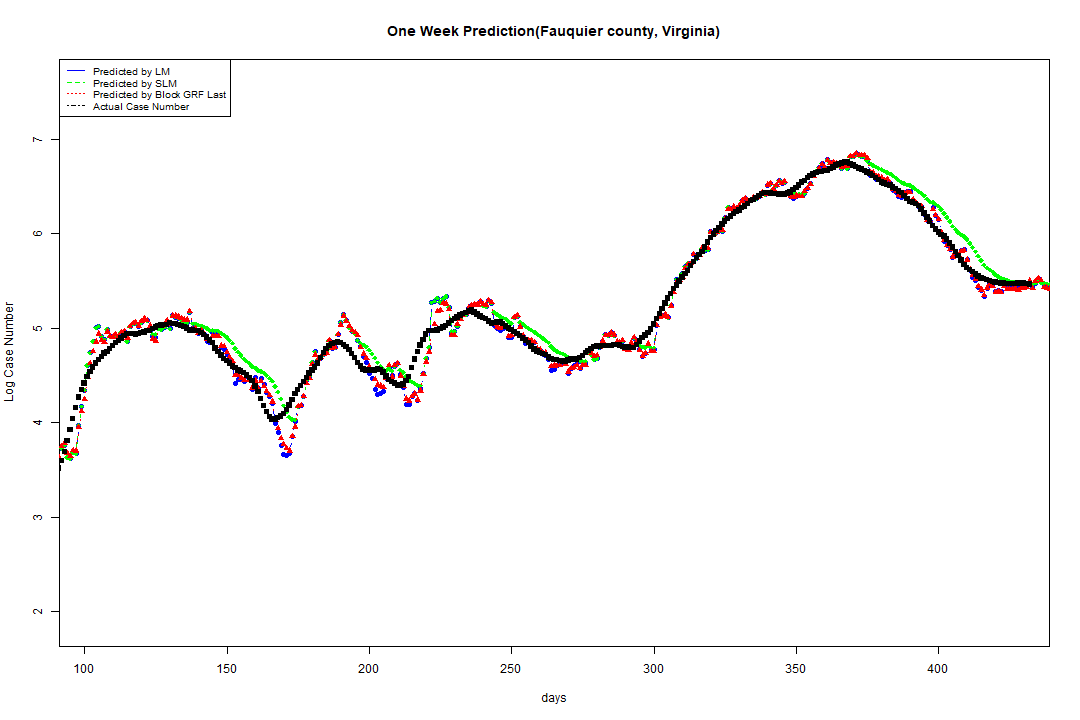 One Week Prediction(Fauquier county, Virginia)
Predicted by LM
Predicted by SLM
Predicted by Block GRF Last
Actual Case Number
7
6
5
4
3
2
Log Case Number
100 150 200 250 300 350 400
days